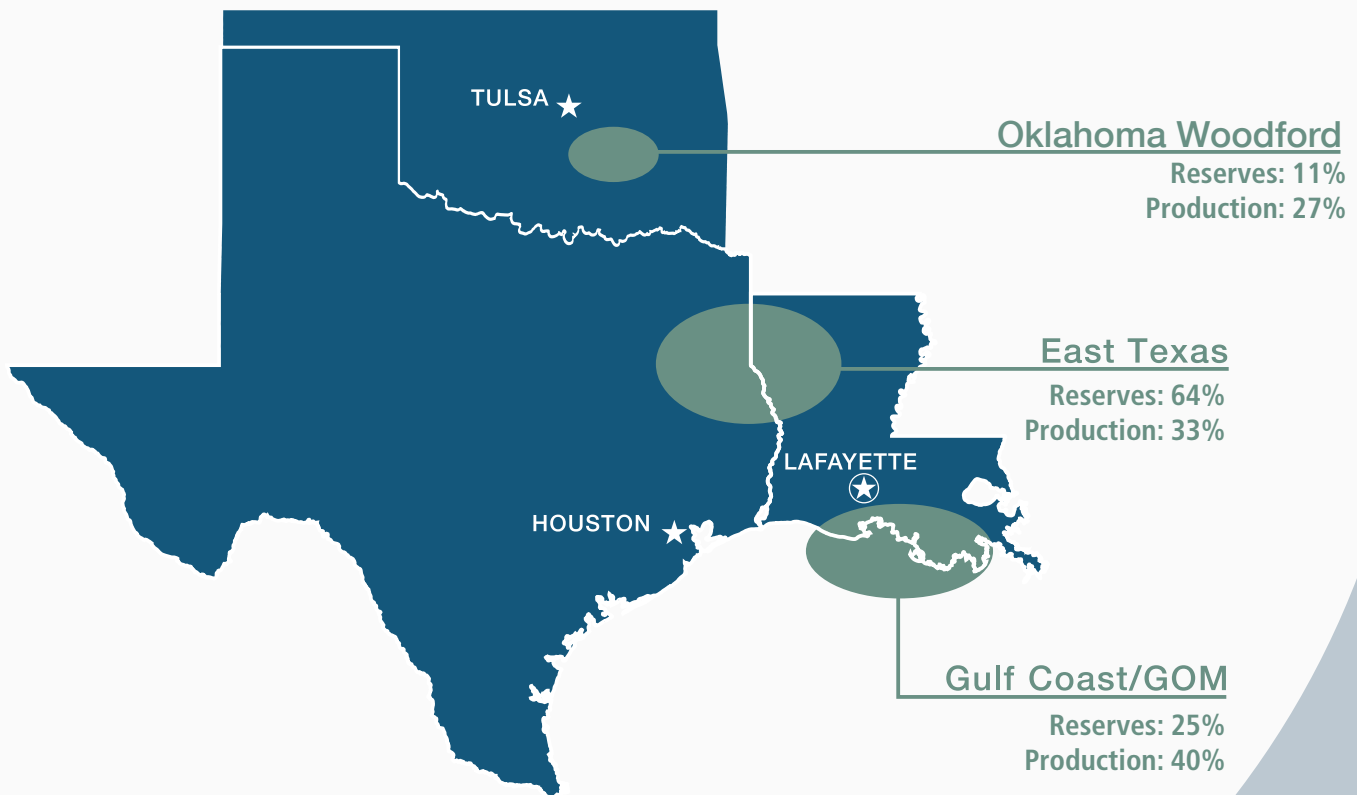 TULSA
Oklahoma Woodford
Reserves: 11%
Production: 27%
East Texas
Reserves: 64%
Production: 33%
LAFAYETTE
HOUSTON
Gulf Coast/GOM
Reserves: 25%
Production: 40%